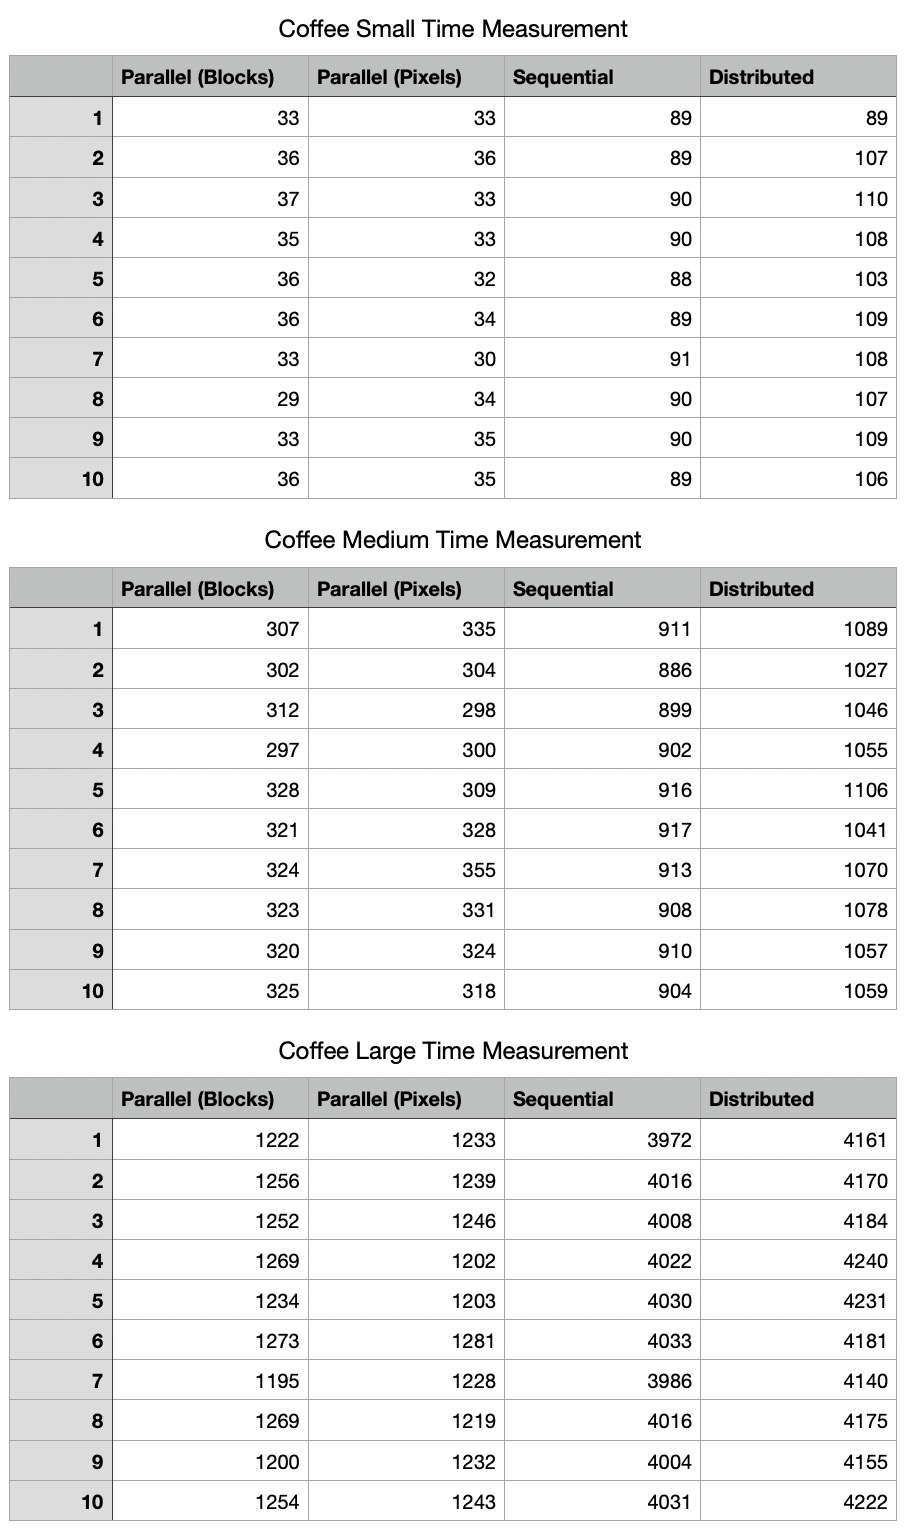 Coffee Small Time Measurement
Parallel (Blocks) Parallel (Pixels) Sequential Distributed
1 33 33 89 89
2 36 36 89 107
3 37 33 90 110
4 35 33 90 108
5 36 32 88 103
6 36 34 89 109
7 33 30 91 108
8 29 34 90 107
9 33 35 90 109
10 36 35 89 106
Coffee Medium Time Measurement
Parallel (Blocks) Parallel (Pixels) Sequential Distributed
1 307 335 911 1089
2 302 304 886 1027
3 312 298 899 1046
4 297 300 902 1055
5 328 309 916 1106
6 321 328 917 1041
7 324 355 913 1070
8 323 331 908 1078
9 320 324 910 1057
10 325 318 904 1059
Coffee Large Time Measurement
Parallel (Blocks) Parallel (Pixels) Sequential Distributed
1 1222 1233 3972 4161
2 1256 1239 4016 4170
3 1252 1246 4008 4184
4 1269 1202 4022 4240
5 1234 1203 4030 4231
6 1273 1281 4033 4181
7 1195 1228 3986 4140
8 1269 1219 4016 4175
9 1200 1232 4004 4155
10 1254 1243 4031 4222